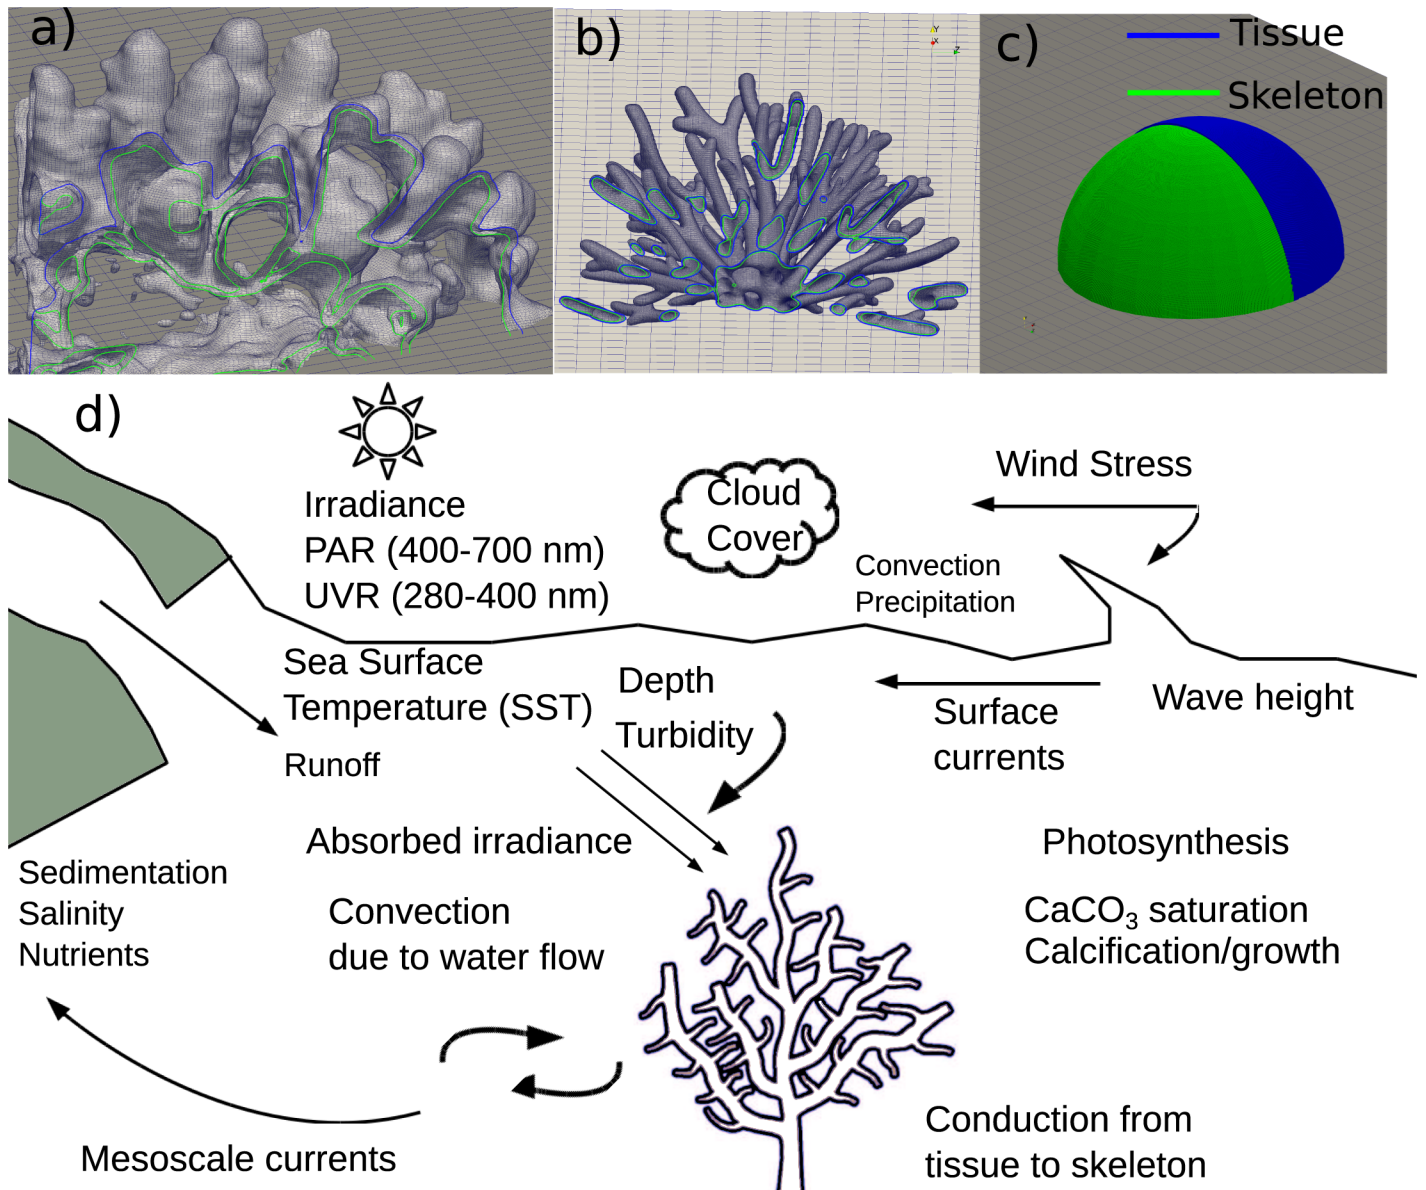 a)
b)
c)
Tissue
Skeleton
d)
Irradiance
PAR (400-700 nm)
UVR (280-400 nm)
Cloud
Cover
Wind Stress
Convection
Precipitation
Sea Surface
Temperature (SST)
Depth
Turbidity
Runoff
Surface
currents
Wave height
Absorbed irradiance
Photosynthesis
Sedimentation
Salinity
Nutrients
Convection
due to water flow
CaCO₃ saturation
Calcification/growth
Mesoscale currents
Conduction from
tissue to skeleton